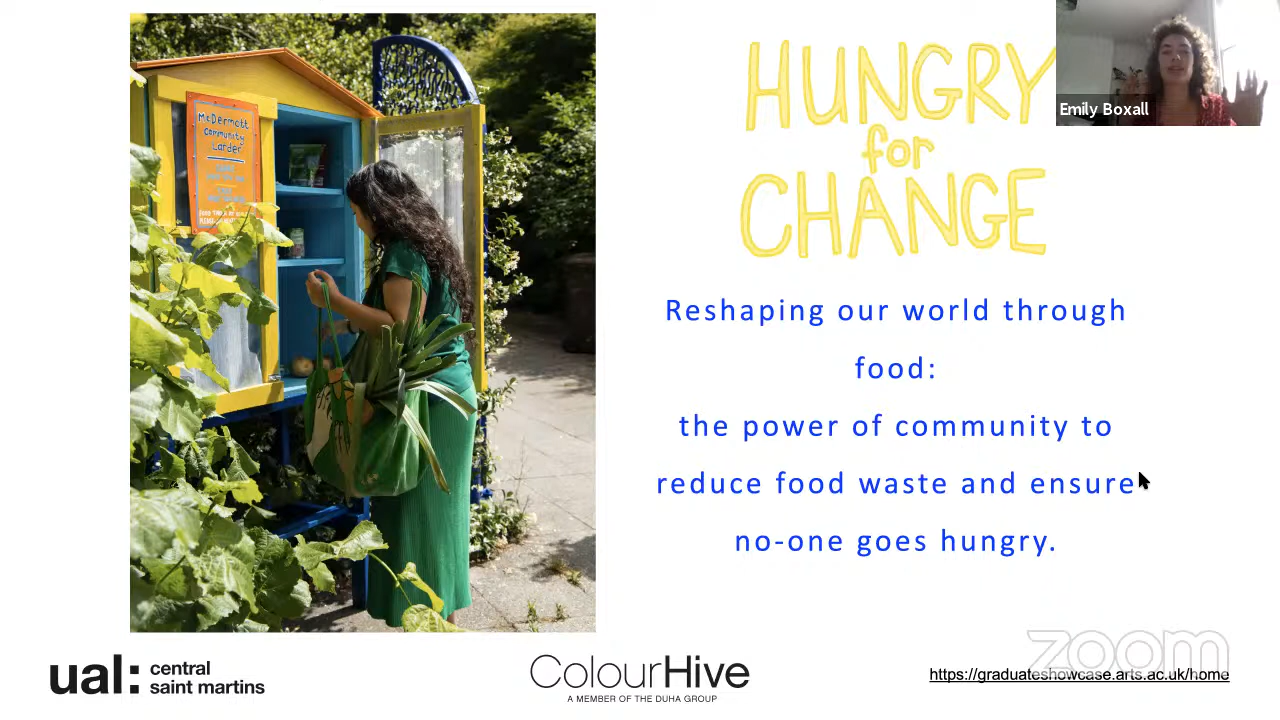 HUNGRY
for
CHANGE
Emily Boxall
McDermott
Community
Larder
Reshaping our world through
food:
the power of community to
reduce food waste and ensure
no-one goes hungry.
ual: central
saint martins
ColourHive
A MEMBER OF THE DUHA GROUP
zoom
https://graduateshowcase.arts.ac.uk/home